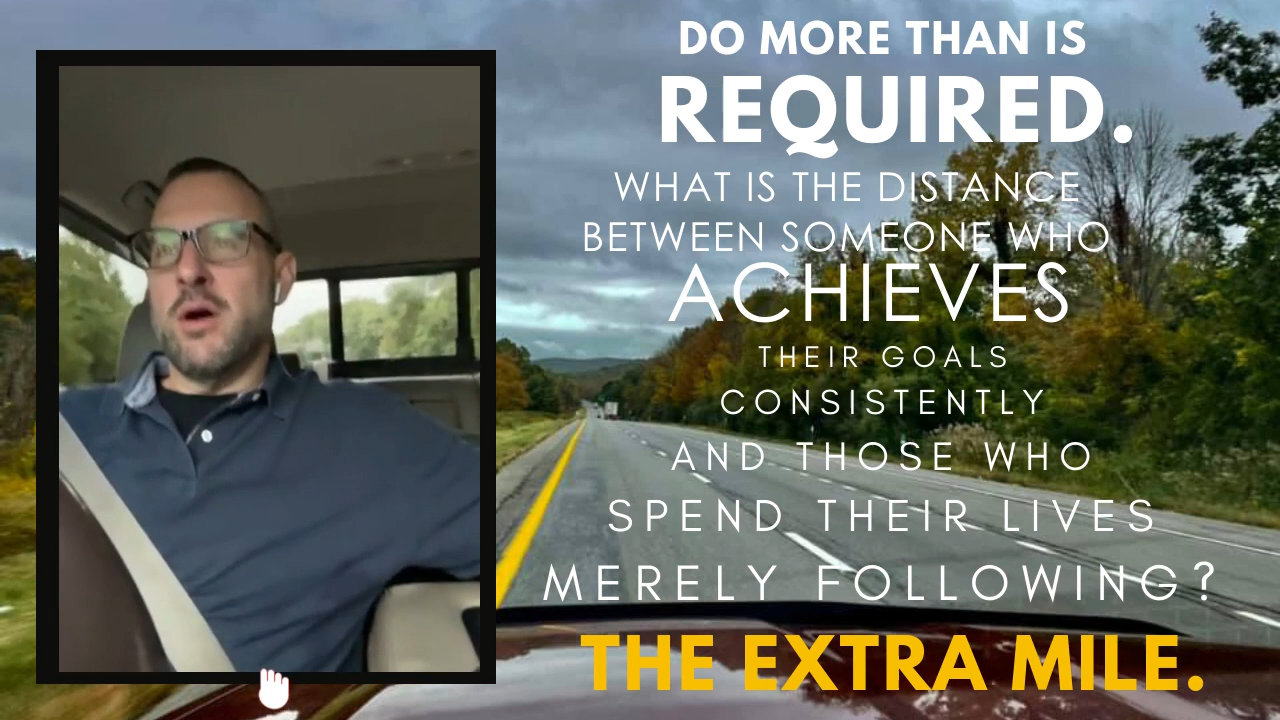 DO MORE THAN IS
REQUIRED.
WHAT IS THE DISTANCE
BETWEEN SOMEONE WHO
ACHIEVES
THEIR GOALS
CONSISTENTLY
AND THOSE WHO
SPEND THEIR LIVES
MERELY FOLLOWING?
THE EXTRA MILE.